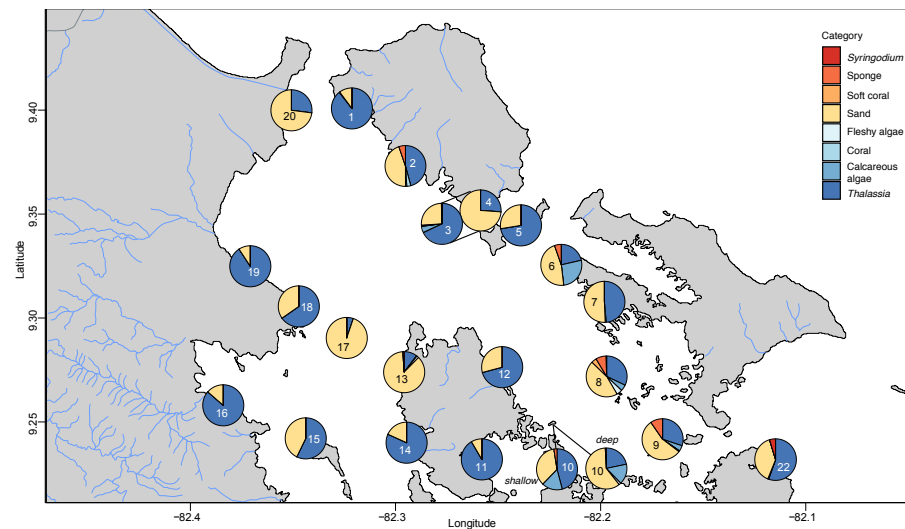 Category
Syringodium
Sponge
Soft coral
Sand
Fleshy algae
Coral
Calcareous
algae
Thalassia
9.40
9.35
9.30
9.25
Latitude
20
1
2
4
3
5
6
19
7
18
17
12
13
8
16
15
14
9
deep
11
10
10
22
shallow
−82.4
−82.3
−82.2
−82.1
Longitude